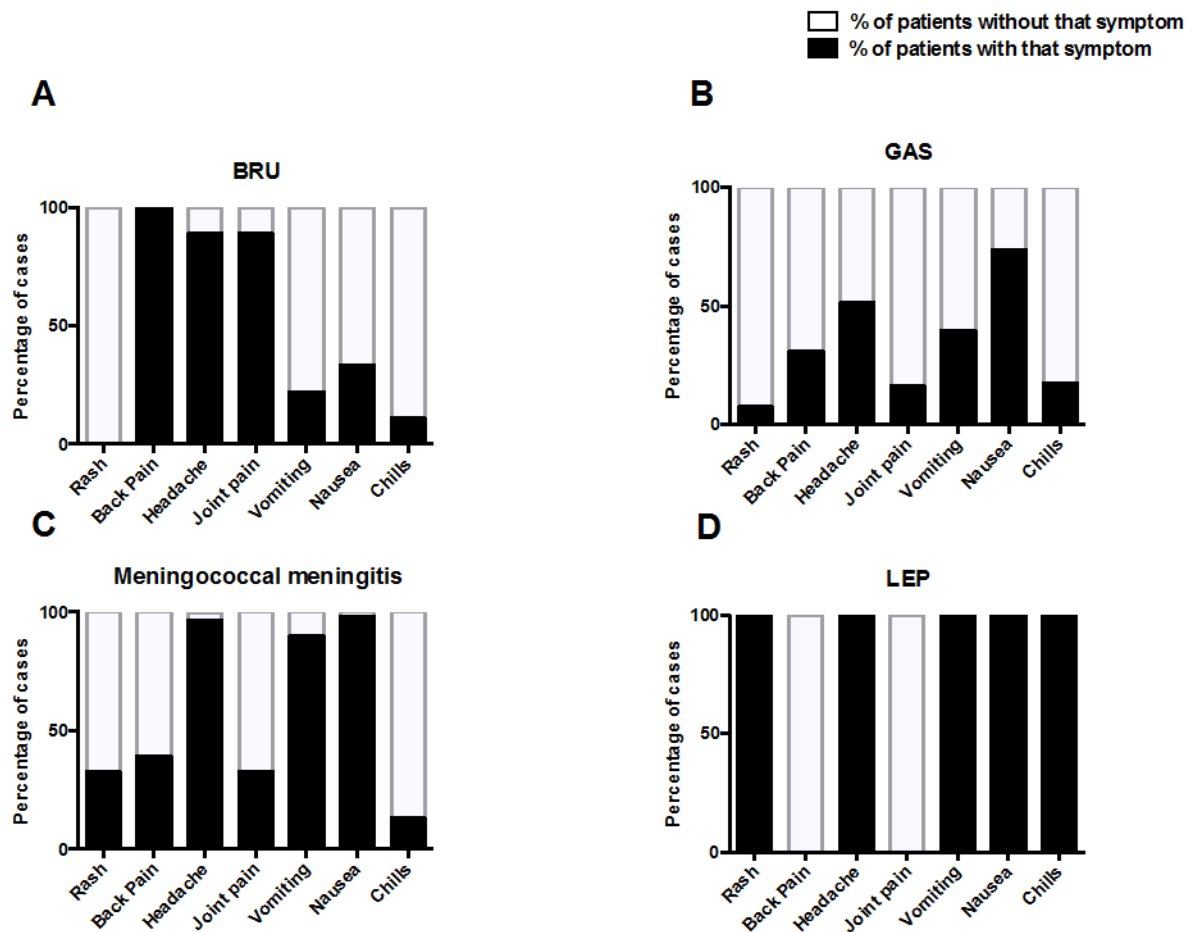 % of patients without that symptom
% of patients with that symptom
A
BRU
Percentage of cases
100
50
0
Rash
Back Pain
Headache
Joint pain
Vomiting
Nausea
Chills
B
GAS
Percentage of cases
100
50
0
Rash
Back Pain
Headache
Joint pain
Vomiting
Nausea
Chills
C
Meningococcal meningitis
Percentage of cases
100
50
0
Rash
Back Pain
Headache
Joint pain
Vomiting
Nausea
Chills
D
LEP
Percentage of cases
100
50
0
Rash
Back Pain
Headache
Joint pain
Vomiting
Nausea
Chills